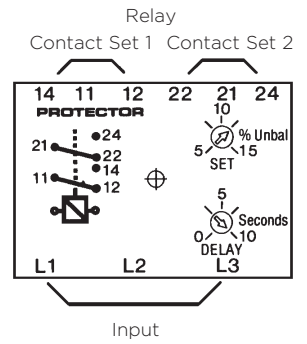 Relay
Contact Set 1 Contact Set 2
14 11 12 22 21 24
PROTECTOR
10
5 15
% Unbal
SET
24
21
22
14
11
12
5
0 10
Seconds
DELAY
L1 L2 L3
Input